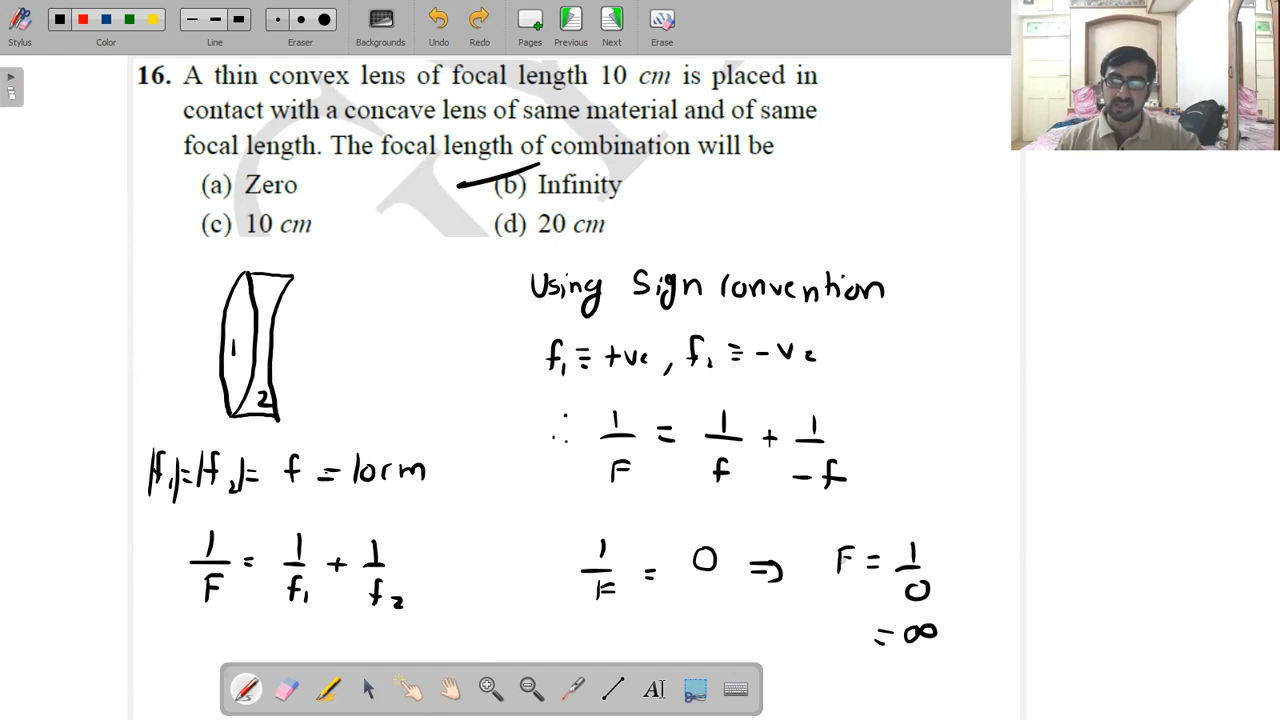 Stylus
Color
Line
Eraser
Backgrounds
Undo
Redo
Pages
Previous
Next
Erase
16. A thin convex lens of focal length 10 cm is placed in
contact with a concave lens of same material and of same
focal length. The focal length of combination will be
(a) Zero
(b) Infinity
(c) 10 cm
(d) 20 cm
1
2
|f₁|=|f₂|= f = 10cm
1/F = 1/f₁ + 1/f₂
Using Sign convention
f₁ ≡ +ve, f₂ ≡ -ve
∴ 1/F = 1/f + 1/-f
1/F = 0 ⇒ F = 1/0
= ∞